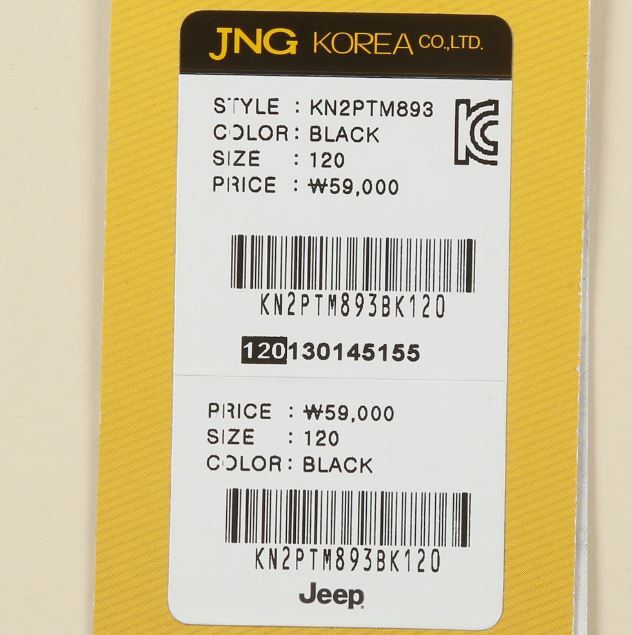 JNG KOREA CO.,LTD.
STYLE : KN2PTM893
COLOR : BLACK
SIZE : 120
PRICE : ₩59,000
KN2PTM893BK120
120130145155
PRICE : ₩59,000
SIZE : 120
COLOR : BLACK
KN2PTM893BK120
Jeep